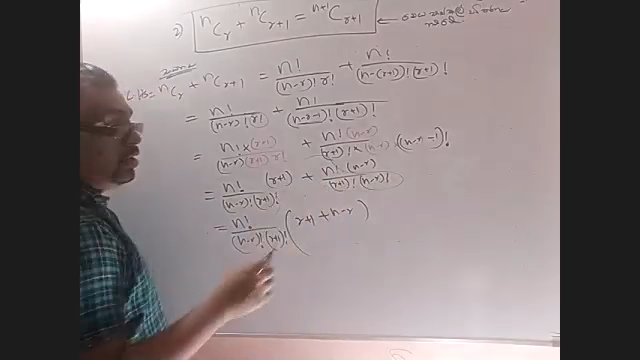 2) ⁿCᵣ + ⁿCᵣ₊₁ = ⁿ⁺¹Cᵣ₊₁
L.H.S = ⁿCᵣ + ⁿCᵣ₊₁ = n!/((n-r)! r!) + n!/((n-(r+1))! (r+1)!)
= n!/((n-r)! r!) + n!/((n-r-1)! (r+1)!)
= n! × (r+1)/((n-r)! (r+1) r!) + n! (n-r)/((r+1)! × (n-r) × (n-r-1)!)
= n!/((n-r)! (r+1)!) (r+1) + n! (n-r)/((r+1)! (n-r)!)
= n!/((n-r)! (r+1)!) (r+1 + n-r)